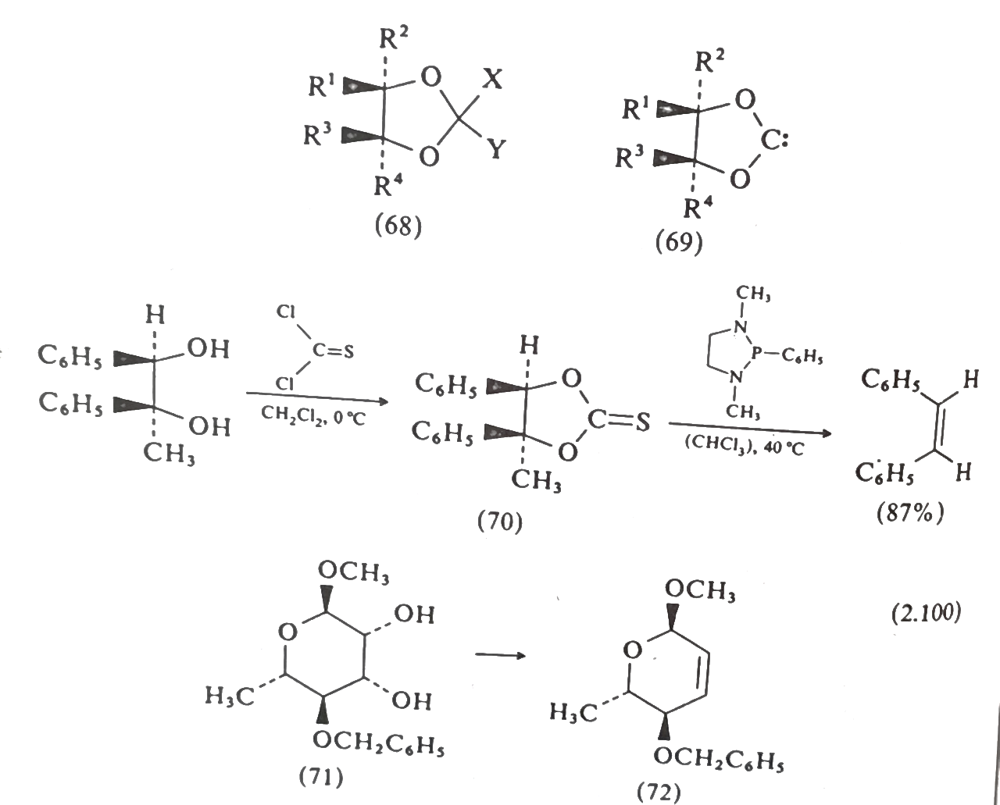 R² R²
R¹ O X R¹ O
R³ O Y R³ O C:
R⁴ R⁴
(68) (69)
H Cl CH₃
C₆H₅ OH C=S H N
C₆H₅ OH Cl C₆H₅ O P—C₆H₅ C₆H₅ H
CH₃ CH₂Cl₂, 0 °C C₆H₅ O C=S N
CH₃ CH₃
(CHCl₃), 40 °C C₆H₅ H
(70) (87%)
OCH₃ OCH₃
O OH O (2.100)
H₃C OH H₃C
OCH₂C₆H₅ OCH₂C₆H₅
(71) (72)